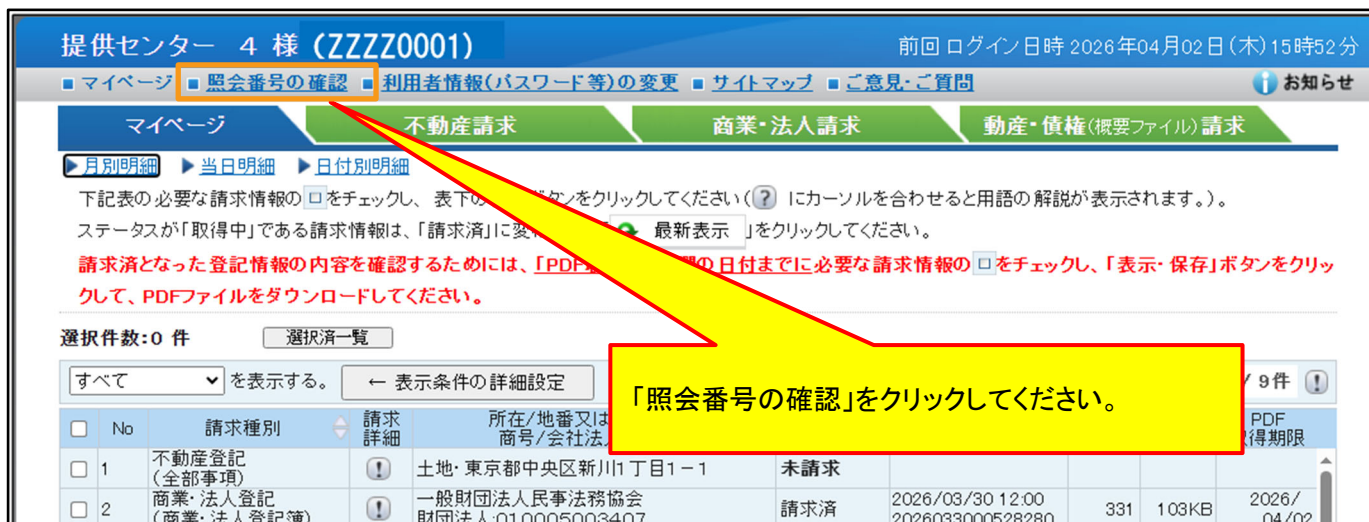 提供センター 4 様 (ZZZZ0001) 前回ログイン日時 2026年04月02日(木)15時52分
■ マイページ ■ 照会番号の確認 ■ 利用者情報(パスワード等)の変更 ■ サイトマップ ■ ご意見・ご質問 お知らせ
マイページ 不動産請求 商業・法人請求 動産・債権(概要ファイル)請求
▶月別明細 ▶当日明細 ▶日付別明細
下記表の必要な請求情報の □をチェックし、 表下の ボタンをクリックしてください(? にカーソルを合わせると用語の解説が表示されます。)。
ステータスが「取得中」である請求情報は、「請求済」に変 最新表示 」をクリックしてください。
請求済となった登記情報の内容を確認するためには、「PDF の日付までに必要な請求情報の □をチェックし、「表示・保存」ボタンをクリッ
クして、PDFファイルをダウンロードしてください。
選択件数:0 件 選択済一覧
すべて を表示する。 ← 表示条件の詳細設定 / 9件 !
「照会番号の確認」をクリックしてください。
No 請求種別 請求詳細 所在/地番又は PDF
商号/会社法 得期限
1 不動産登記 ! 土地・東京都中央区新川1丁目1-1 未請求
(全部事項)
2 商業・法人登記 ! 一般財団法人民事法務協会 請求済 2026/03/30 12:00 331 103KB 2026/
(商業・法人登記簿) 財団法人:010005003407 2026033000528280 04/02